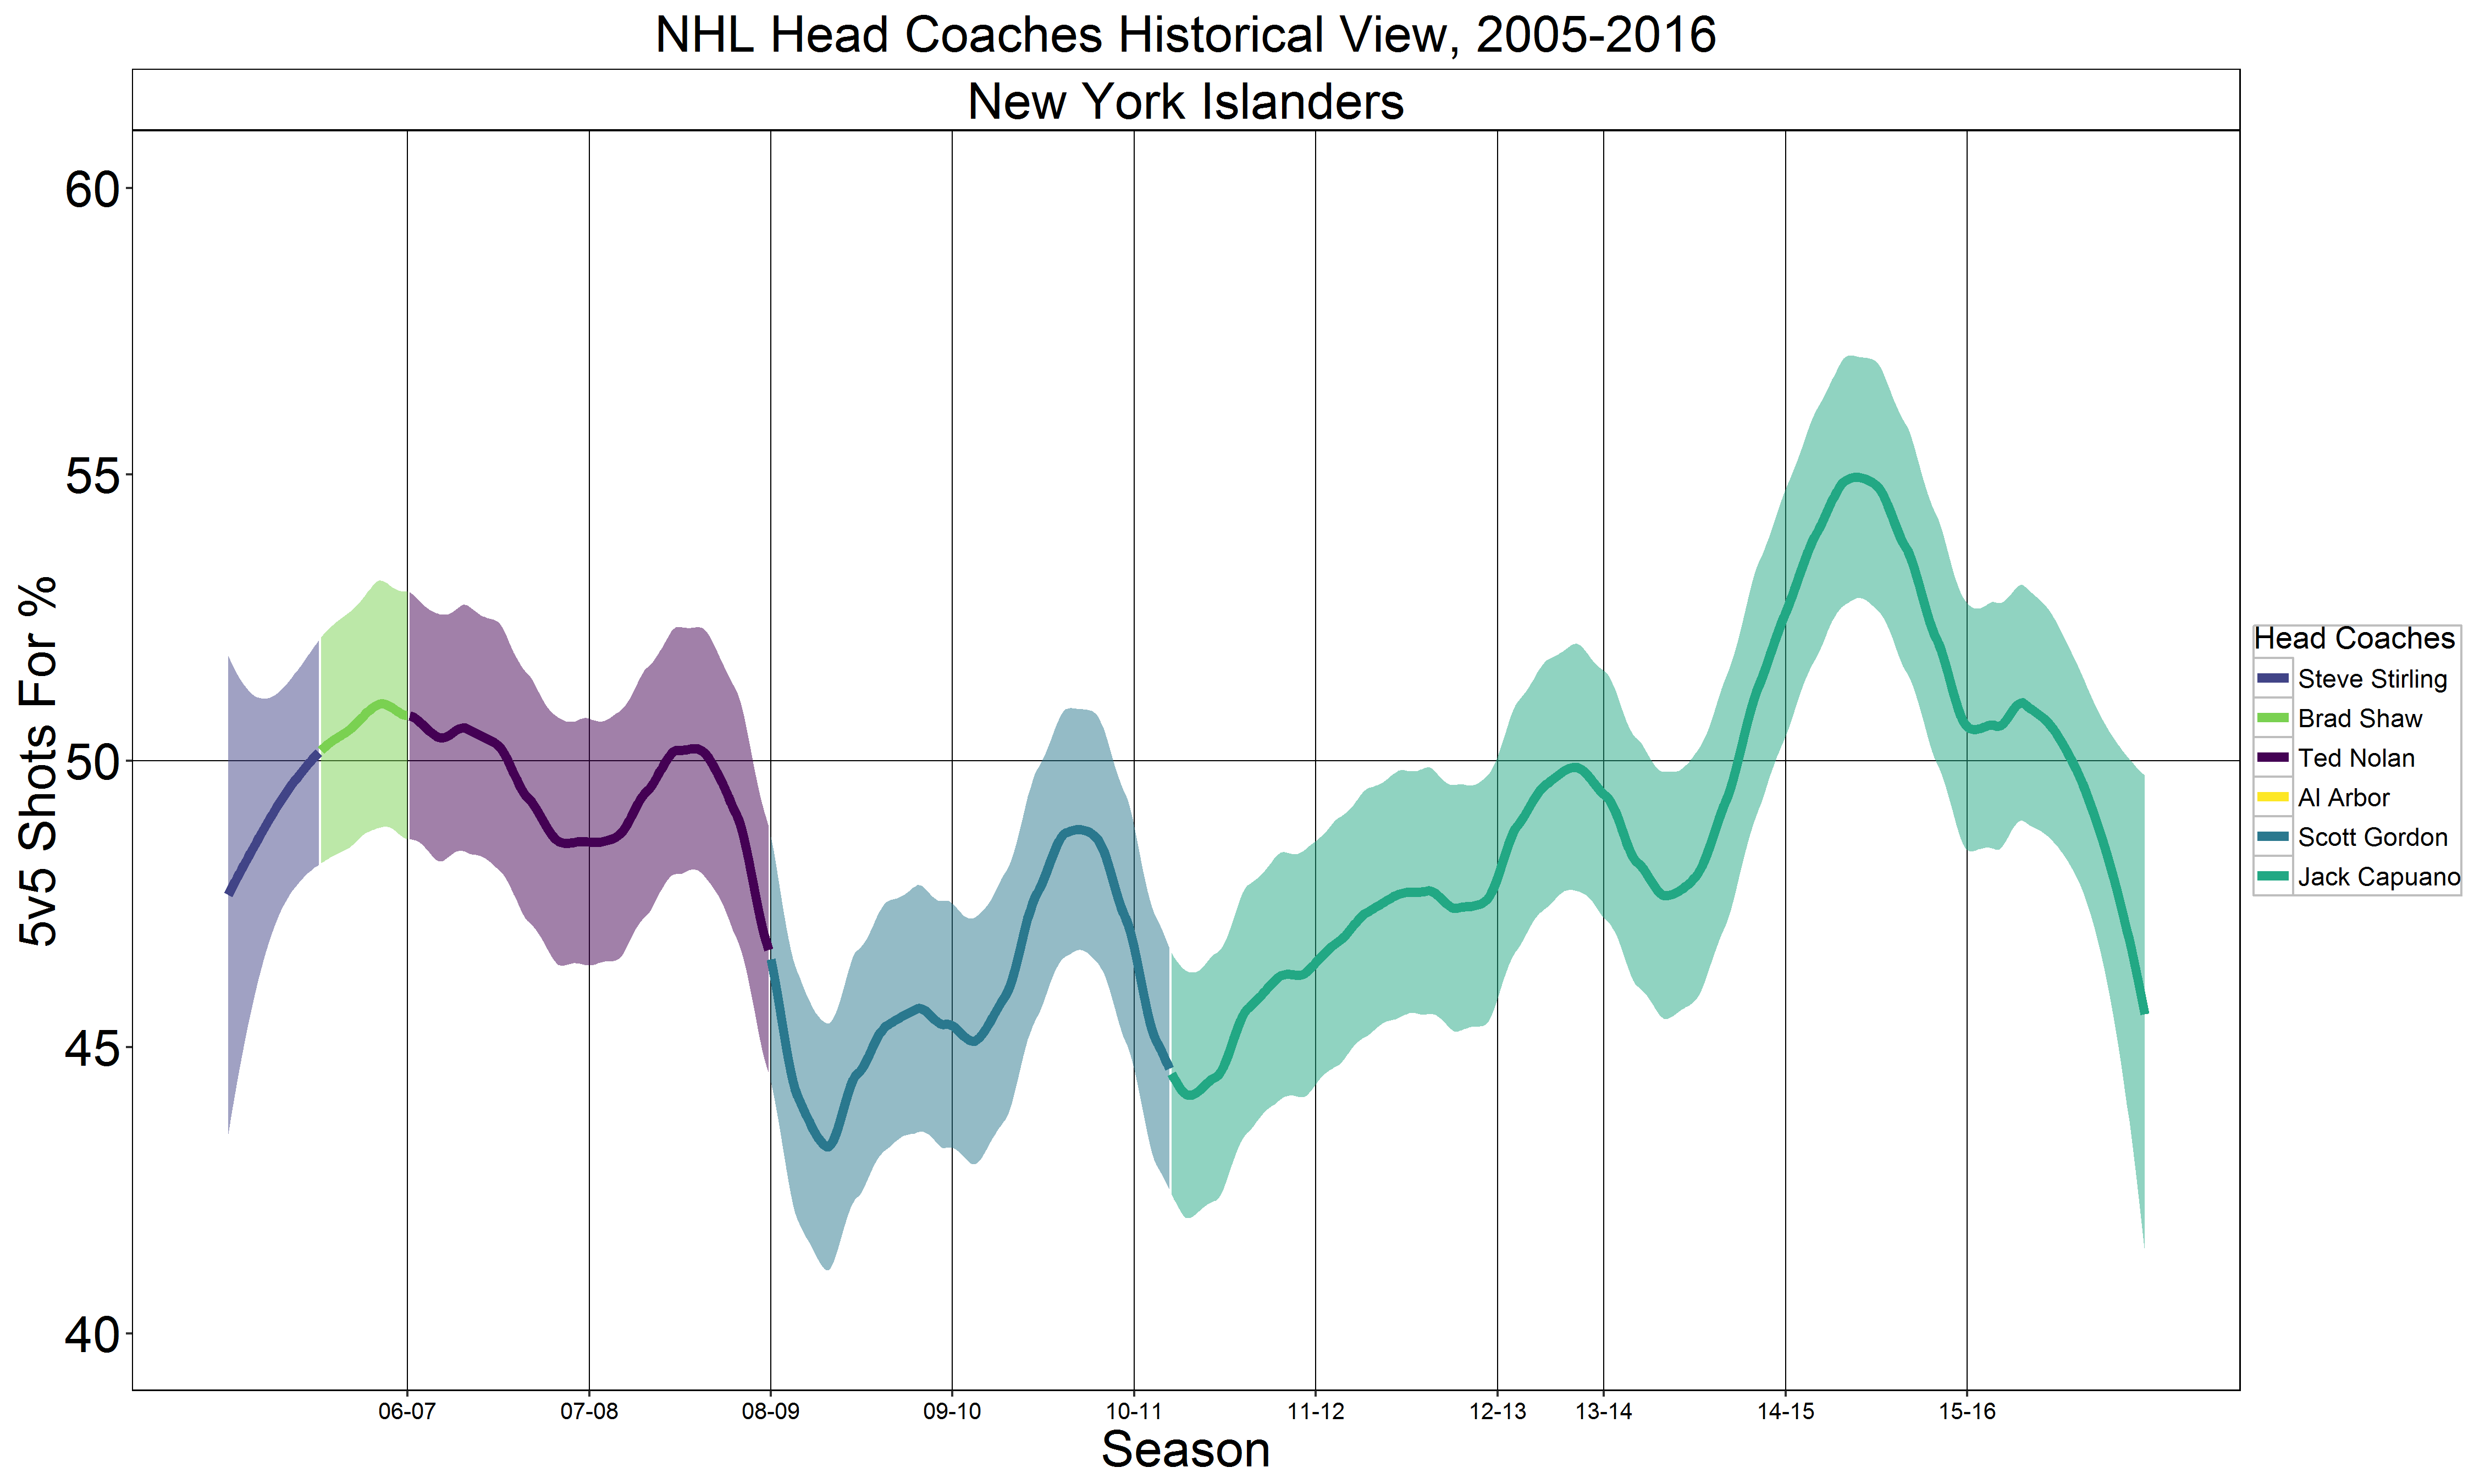 NHL Head Coaches Historical View, 2005-2016
New York Islanders
5v5 Shots For %
60
55
50
45
40
06-07 07-08 08-09 09-10 10-11 11-12 12-13 13-14 14-15 15-16
Season
Head Coaches
Steve Stirling
Brad Shaw
Ted Nolan
Al Arbor
Scott Gordon
Jack Capuano